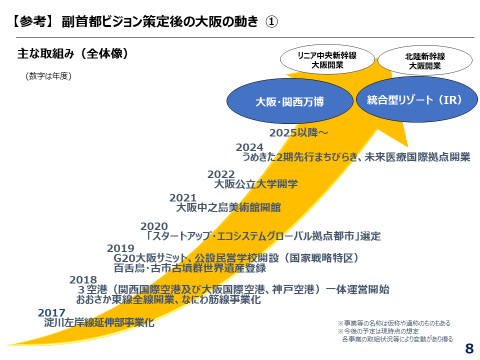 【参考】 副首都ビジョン策定後の大阪の動き ①
主な取組み（全体像）
(数字は年度)
リニア中央新幹線
大阪開業
北陸新幹線
大阪開業
大阪・関西万博
統合型リゾート（IR）
2025以降～
2024
うめきた2期先行まちびらき、未来医療国際拠点開業
2022
大阪公立大学開学
2021
大阪中之島美術館開館
2020
「スタートアップ・エコシステムグローバル拠点都市」選定
2019
G20大阪サミット、公設民営学校開設（国家戦略特区）
百舌鳥・古市古墳群世界遺産登録
2018
３空港（関西国際空港及び大阪国際空港、神戸空港）一体運営開始
おおさか東線全線開業、なにわ筋線事業化
2017
淀川左岸線延伸部事業化
※事業等の名称は仮称や通称のものもある
※今後の予定は現時点の想定
各事業の取組状況等により変動があり得る
8